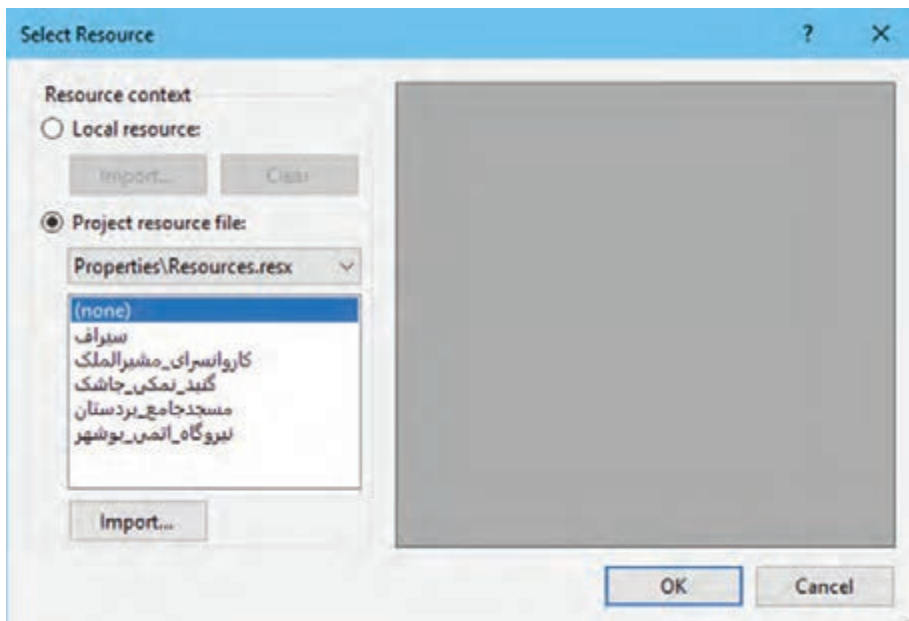 Select Resource
Resource context
Local resource:
Import... Clear
Project resource file:
Properties\Resources.resx
(none)
سیراف
کاروانسرای_مشیرالملک
گنبد_نمکی_جاشک
مسجدجامع_بردستان
نیروگاه_اتمی_بوشهر
Import...
OK Cancel